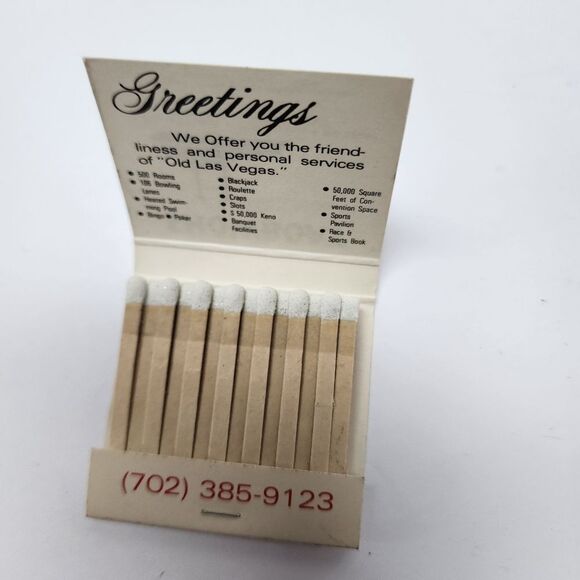 Greetings
We Offer you the friend-
liness and personal services
of "Old Las Vegas."
• 500 Rooms
• 106 Bowling
Lanes
• Heated Swim-
ming Pool
• Bingo • Poker
• Blackjack
• Roulette
• Craps
• Slots
• $ 50,000 Keno
• Banquet
Facilities
• 50,000 Square
Feet of Con-
vention Space
• Sports
Pavilion
• Race &
Sports Book
(702) 385-9123